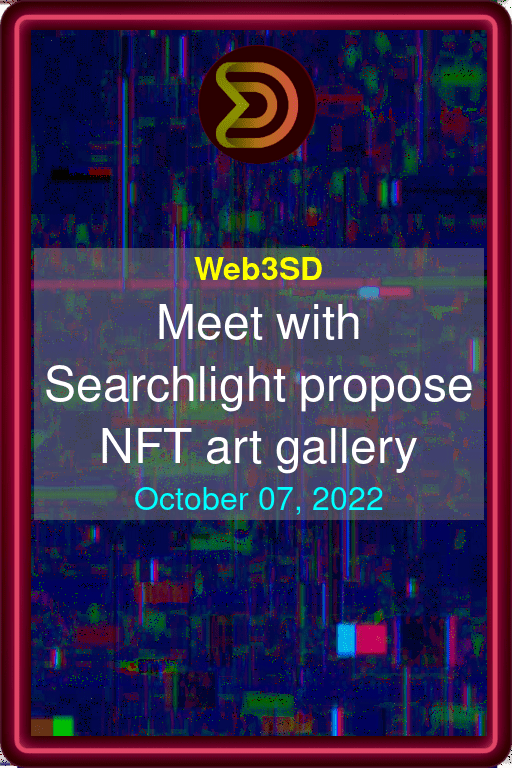 Web3SD
Meet with
Searchlight propose
NFT art gallery
October 07, 2022